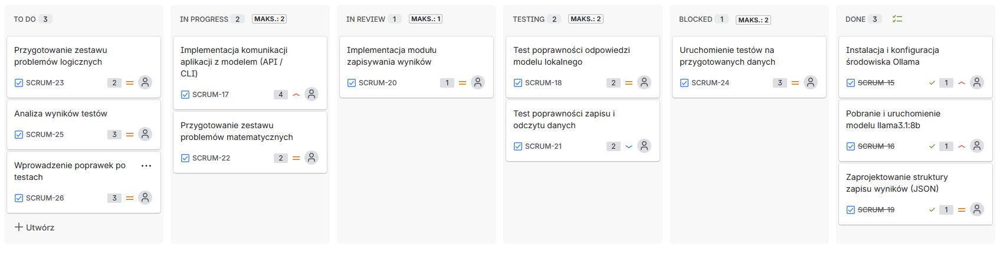 TO DO 3
Przygotowanie zestawu
problemów logicznych
SCRUM-23 2
Analiza wyników testów
SCRUM-25 3
Wprowadzenie poprawek po
testach
SCRUM-26 3
Utwórz
IN PROGRESS 2 MAKS.: 2
Implementacja komunikacji
aplikacji z modelem (API /
CLI)
SCRUM-17 4
Przygotowanie zestawu
problemów matematycznych
SCRUM-22 2
IN REVIEW 1 MAKS.: 1
Implementacja modułu
zapisywania wyników
SCRUM-20 1
TESTING 2 MAKS.: 2
Test poprawności odpowiedzi
modelu lokalnego
SCRUM-18 2
Test poprawności zapisu i
odczytu danych
SCRUM-21 2
BLOCKED 1 MAKS.: 2
Uruchomienie testów na
przygotowanych danych
SCRUM-24 3
DONE 3
Instalacja i konfiguracja
środowiska Ollama
SCRUM-15 1
Pobranie i uruchomienie
modelu llama3.1:8b
SCRUM-16 1
Zaprojektowanie struktury
zapisu wyników (JSON)
SCRUM-19 1